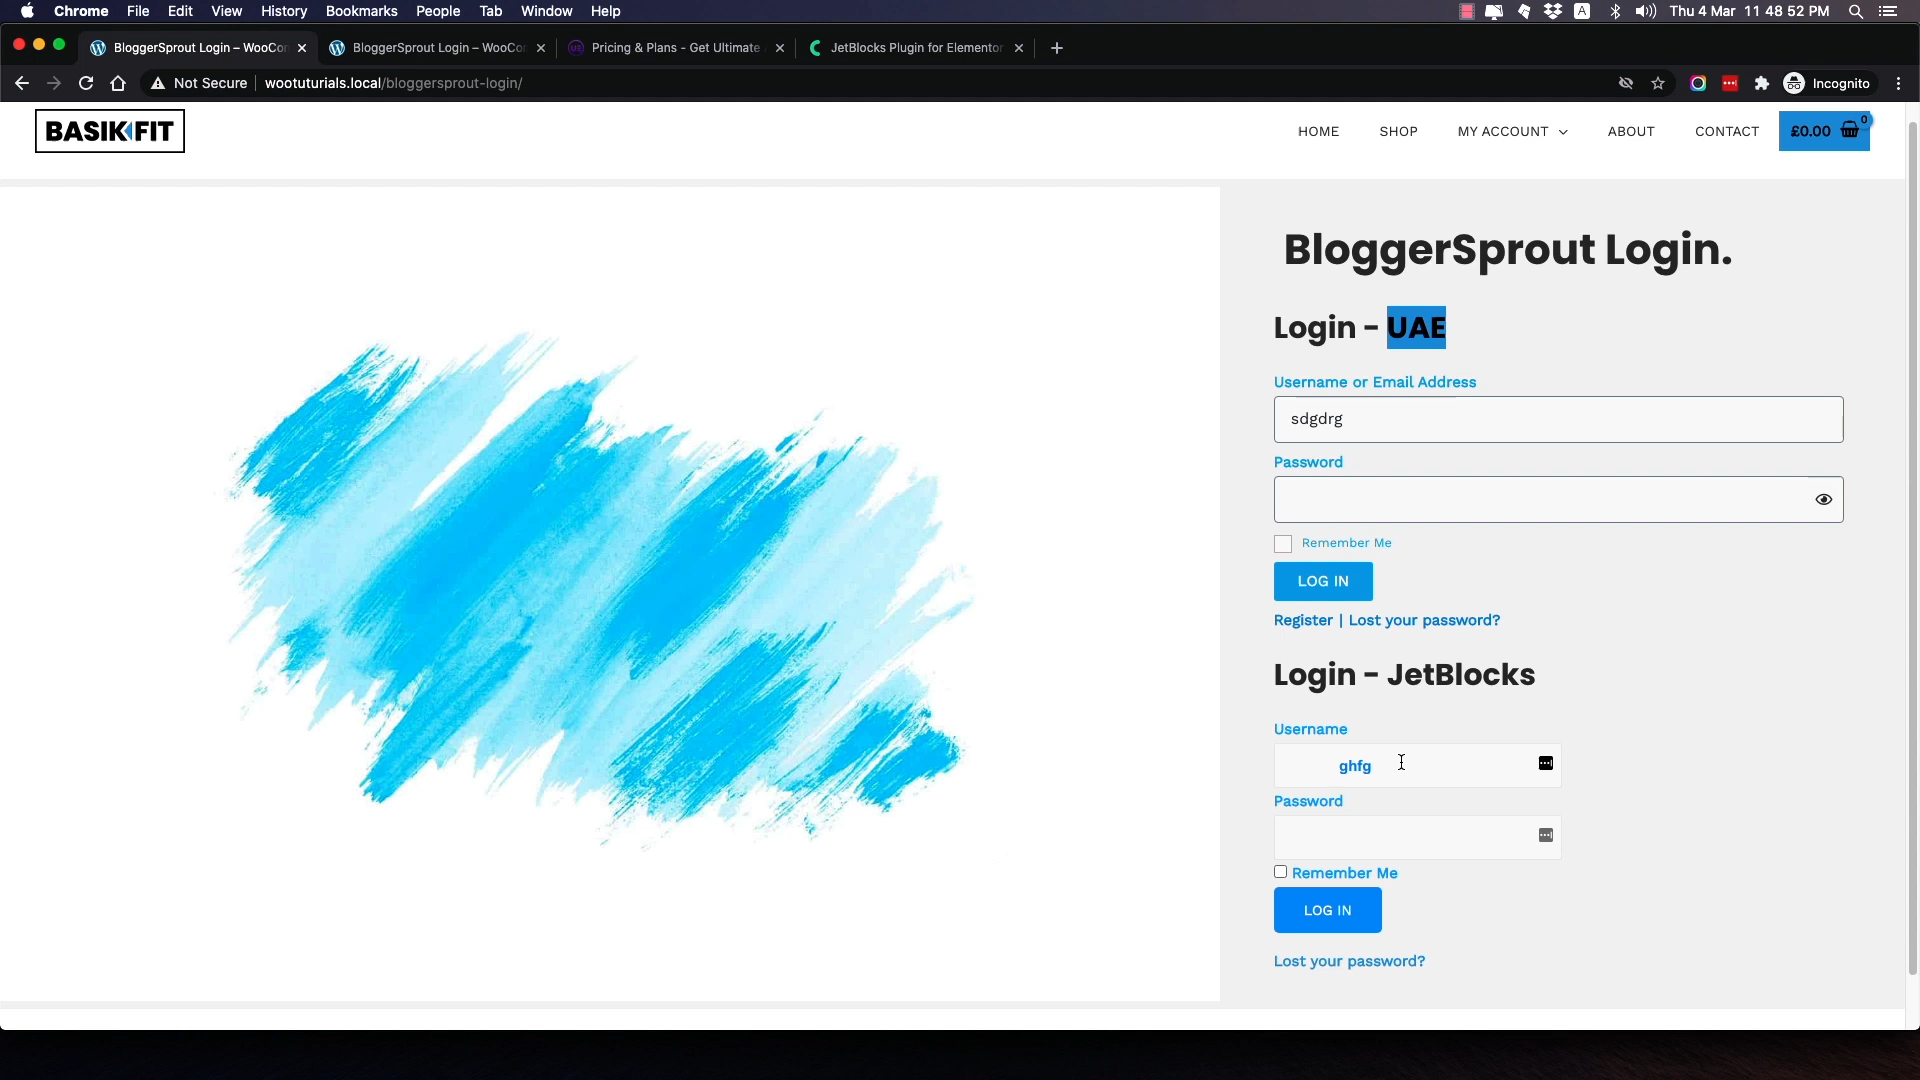 Chrome File Edit View History Bookmarks People Tab Window Help
A
Thu 4 Mar 11 48 52 PM
BloggerSprout Login – WooCo
BloggerSprout Login – WooCo
Pricing & Plans - Get Ultimate
JetBlocks Plugin for Elementor
Not Secure
wootuturials.local/bloggersprout-login/
Incognito
BASIK FIT
HOME
SHOP
MY ACCOUNT
ABOUT
CONTACT
£0.00
0
BloggerSprout Login.
Login - UAE
Username or Email Address
sdgdrg
Password
Remember Me
LOG IN
Register | Lost your password?
Login - JetBlocks
Username
ghfg
Password
Remember Me
LOG IN
Lost your password?